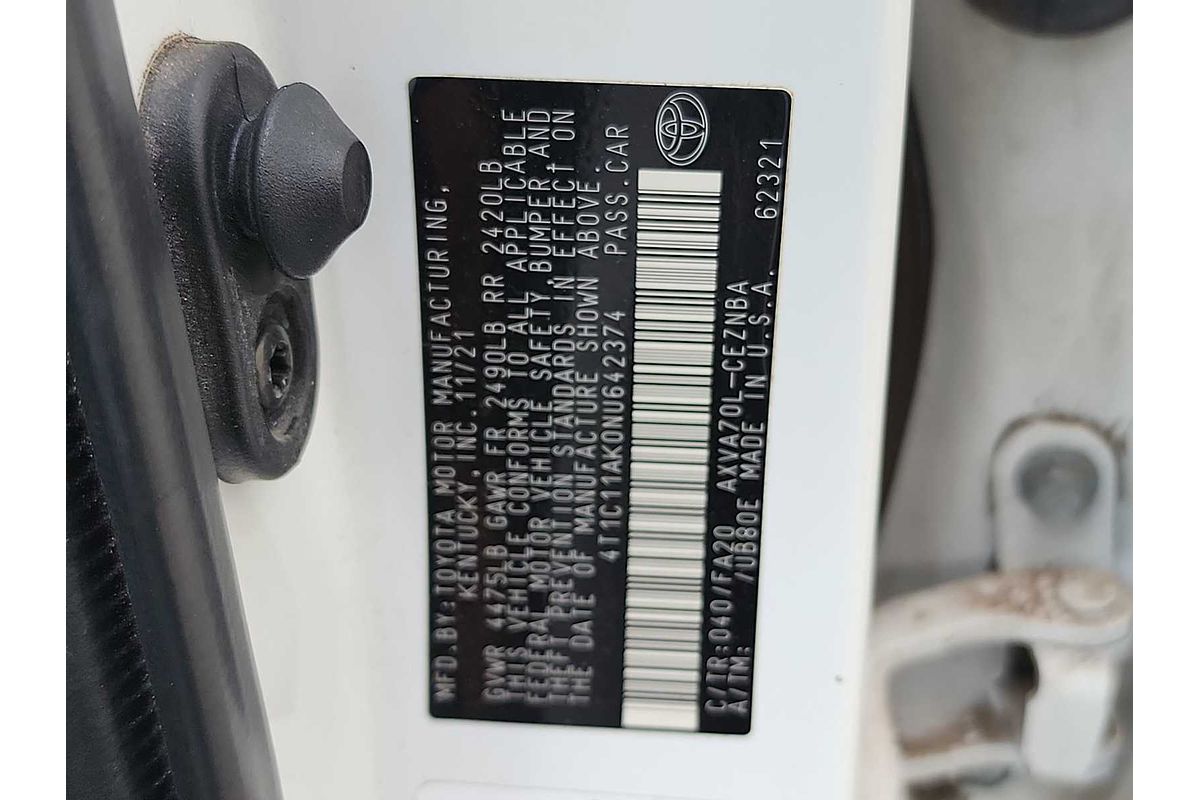 MFD.BY:TOYOTA MOTOR MANUFACTURING,
KENTUCKY, INC.11/21
GVWR 4475LB GAWR FR 2490LB RR 2420LB
THIS VEHICLE CONFORMS TO ALL APPLICABLE
FEDERAL MOTOR VEHICLE SAFETY, BUMPER, AND
THEFT PREVENTION STANDARDS IN EFFECT ON
THE DATE OF MANUFACTURE SHOWN ABOVE.
4T1C11AK0NU642374 PASS.CAR
C/TR:040/FA20 AXVA70L-CEZNBA
A/TM: /UB80E MADE IN U.S.A. 62321